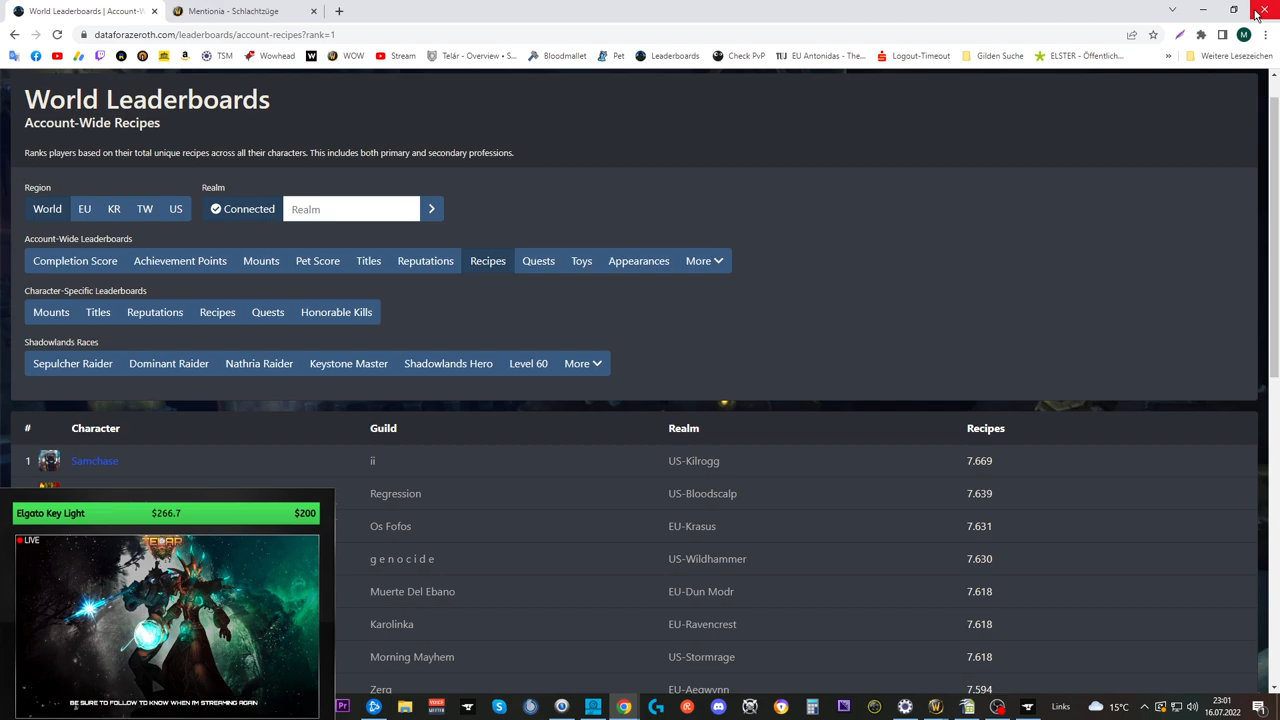 World Leaderboards | Account-W
Mentionia - Schlachtzüge
dataforazeroth.com/leaderboards/account-recipes?rank=1
M
TSM
Wowhead
WOW
Stream
Telár - Overview • S...
Bloodmallet
Pet
Leaderboards
Check PvP
EU Antonidas - The...
Logout-Timeout
Gilden Suche
ELSTER - Öffentlich...
»
Weitere Lesezeichen
World Leaderboards
Account-Wide Recipes
Ranks players based on their total unique recipes across all their characters. This includes both primary and secondary professions.
Region Realm
World EU KR TW US Connected Realm
Account-Wide Leaderboards
Completion Score Achievement Points Mounts Pet Score Titles Reputations Recipes Quests Toys Appearances More
Character-Specific Leaderboards
Mounts Titles Reputations Recipes Quests Honorable Kills
Shadowlands Races
Sepulcher Raider Dominant Raider Nathria Raider Keystone Master Shadowlands Hero Level 60 More
# Character Guild Realm Recipes
1 Samchase ii US-Kilrogg 7.669
Regression US-Bloodscalp 7.639
Os Fofos EU-Krasus 7.631
g e n o c i d e US-Wildhammer 7.630
Muerte Del Ebano EU-Dun Modr 7.618
Karolinka EU-Ravencrest 7.618
Morning Mayhem US-Stormrage 7.618
Zerg EU-Aegwynn 7.594
Elgato Key Light $266.7 $200
LIVE
TELAR
BE SURE TO FOLLOW TO KNOW WHEN I'M STREAMING AGAIN
Pr
Links
15°C
23:01
16.07.2022